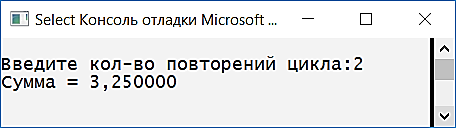 Select Консоль отладки Microsoft ...
Введите кол-во повторений цикла:2
Сумма = 3,250000